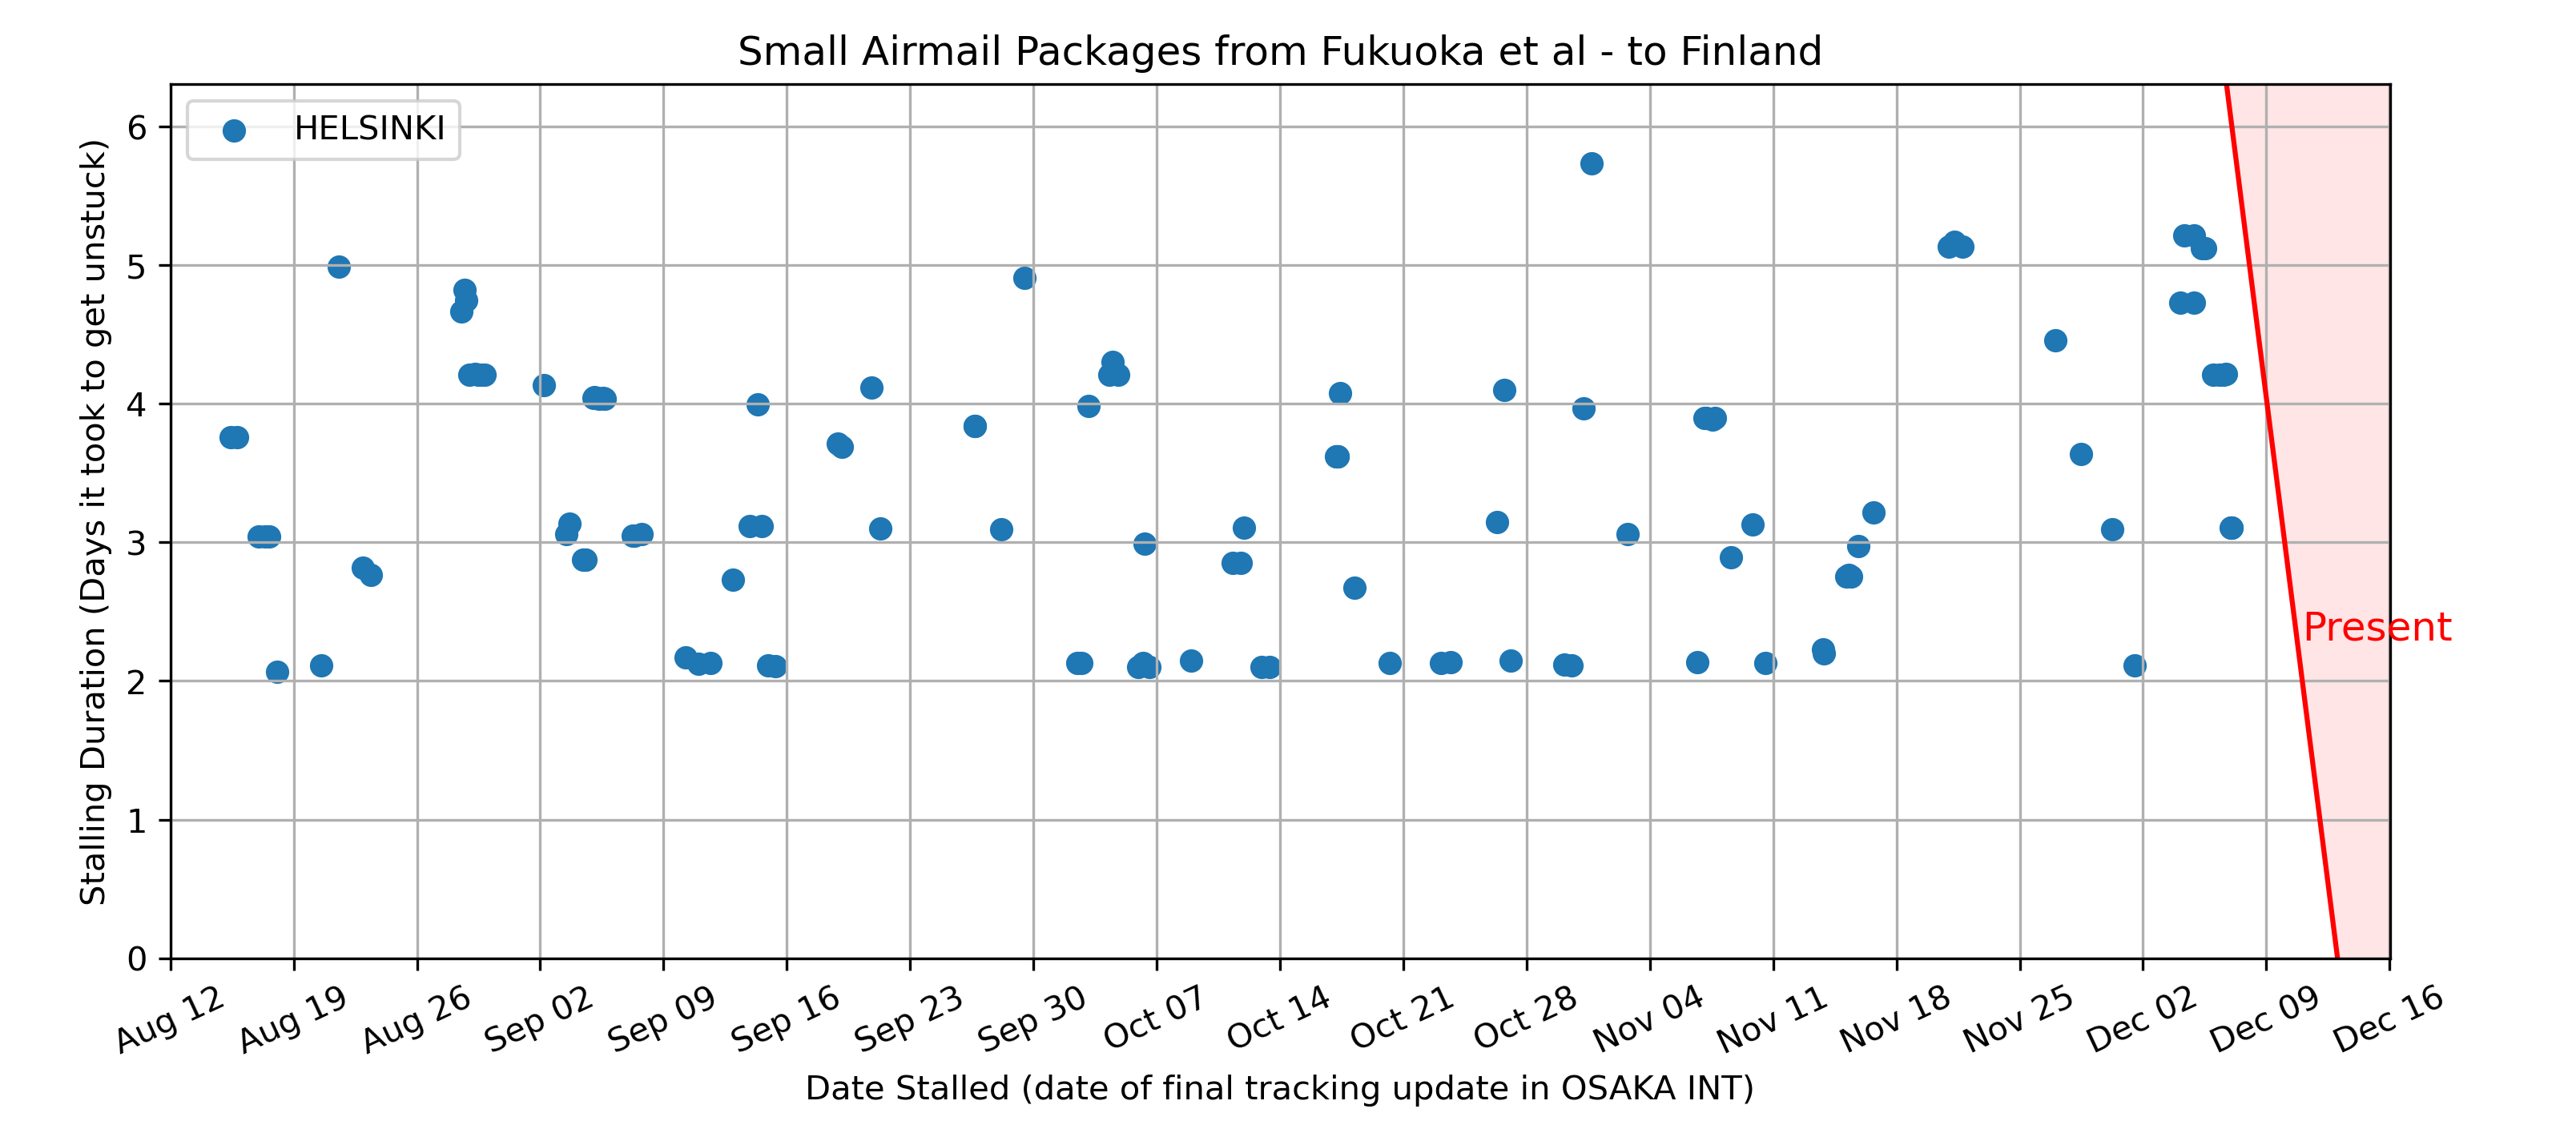 Small Airmail Packages from Fukuoka et al - to Finland
HELSINKI
Stalling Duration (Days it took to get unstuck)
6
5
4
3
2
1
0
Present
Aug 12
Aug 19
Aug 26
Sep 02
Sep 09
Sep 16
Sep 23
Sep 30
Oct 07
Oct 14
Oct 21
Oct 28
Nov 04
Nov 11
Nov 18
Nov 25
Dec 02
Dec 09
Dec 16
Date Stalled (date of final tracking update in OSAKA INT)